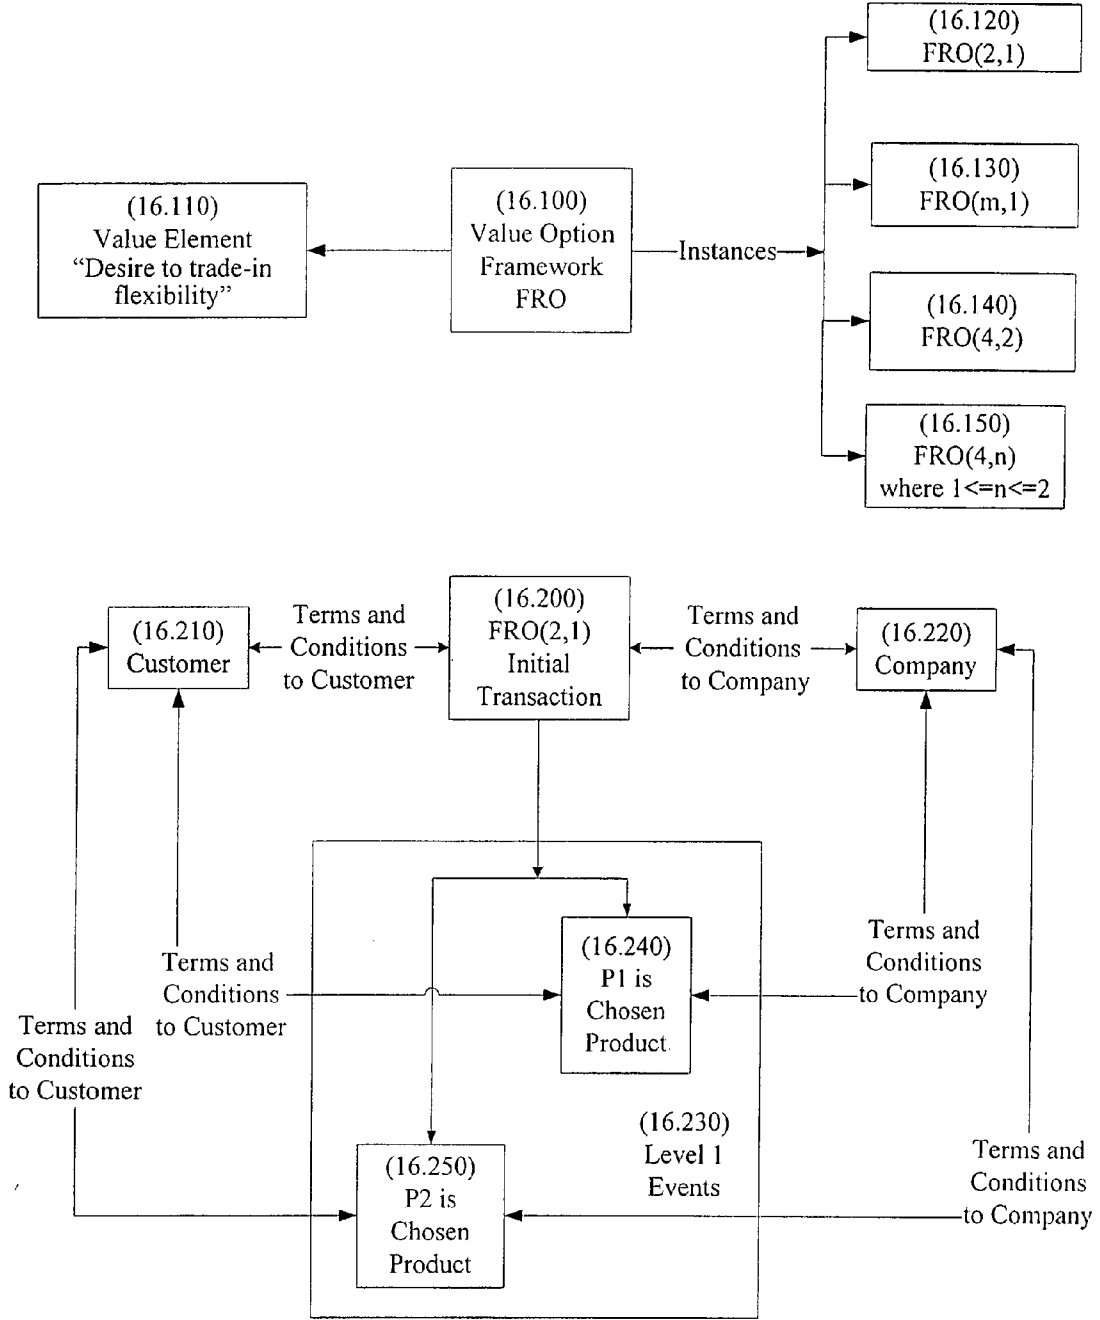 (16.120)
FRO(2,1)
(16.130)
FRO(m,1)
(16.110)
Value Element
“Desire to trade-in
flexibility”
(16.100)
Value Option
Framework
FRO
Instances
(16.140)
FRO(4,2)
(16.150)
FRO(4,n)
where 1<=n<=2
(16.210)
Customer
Terms and
Conditions
to Customer
(16.200)
FRO(2,1)
Initial
Transaction
Terms and
Conditions
to Company
(16.220)
Company
Terms and
Conditions
to Customer
(16.240)
P1 is
Chosen
Product
Terms and
Conditions
to Company
Terms and
Conditions
to Customer
(16.230)
Level 1
Events
(16.250)
P2 is
Chosen
Product
Terms and
Conditions
to Company